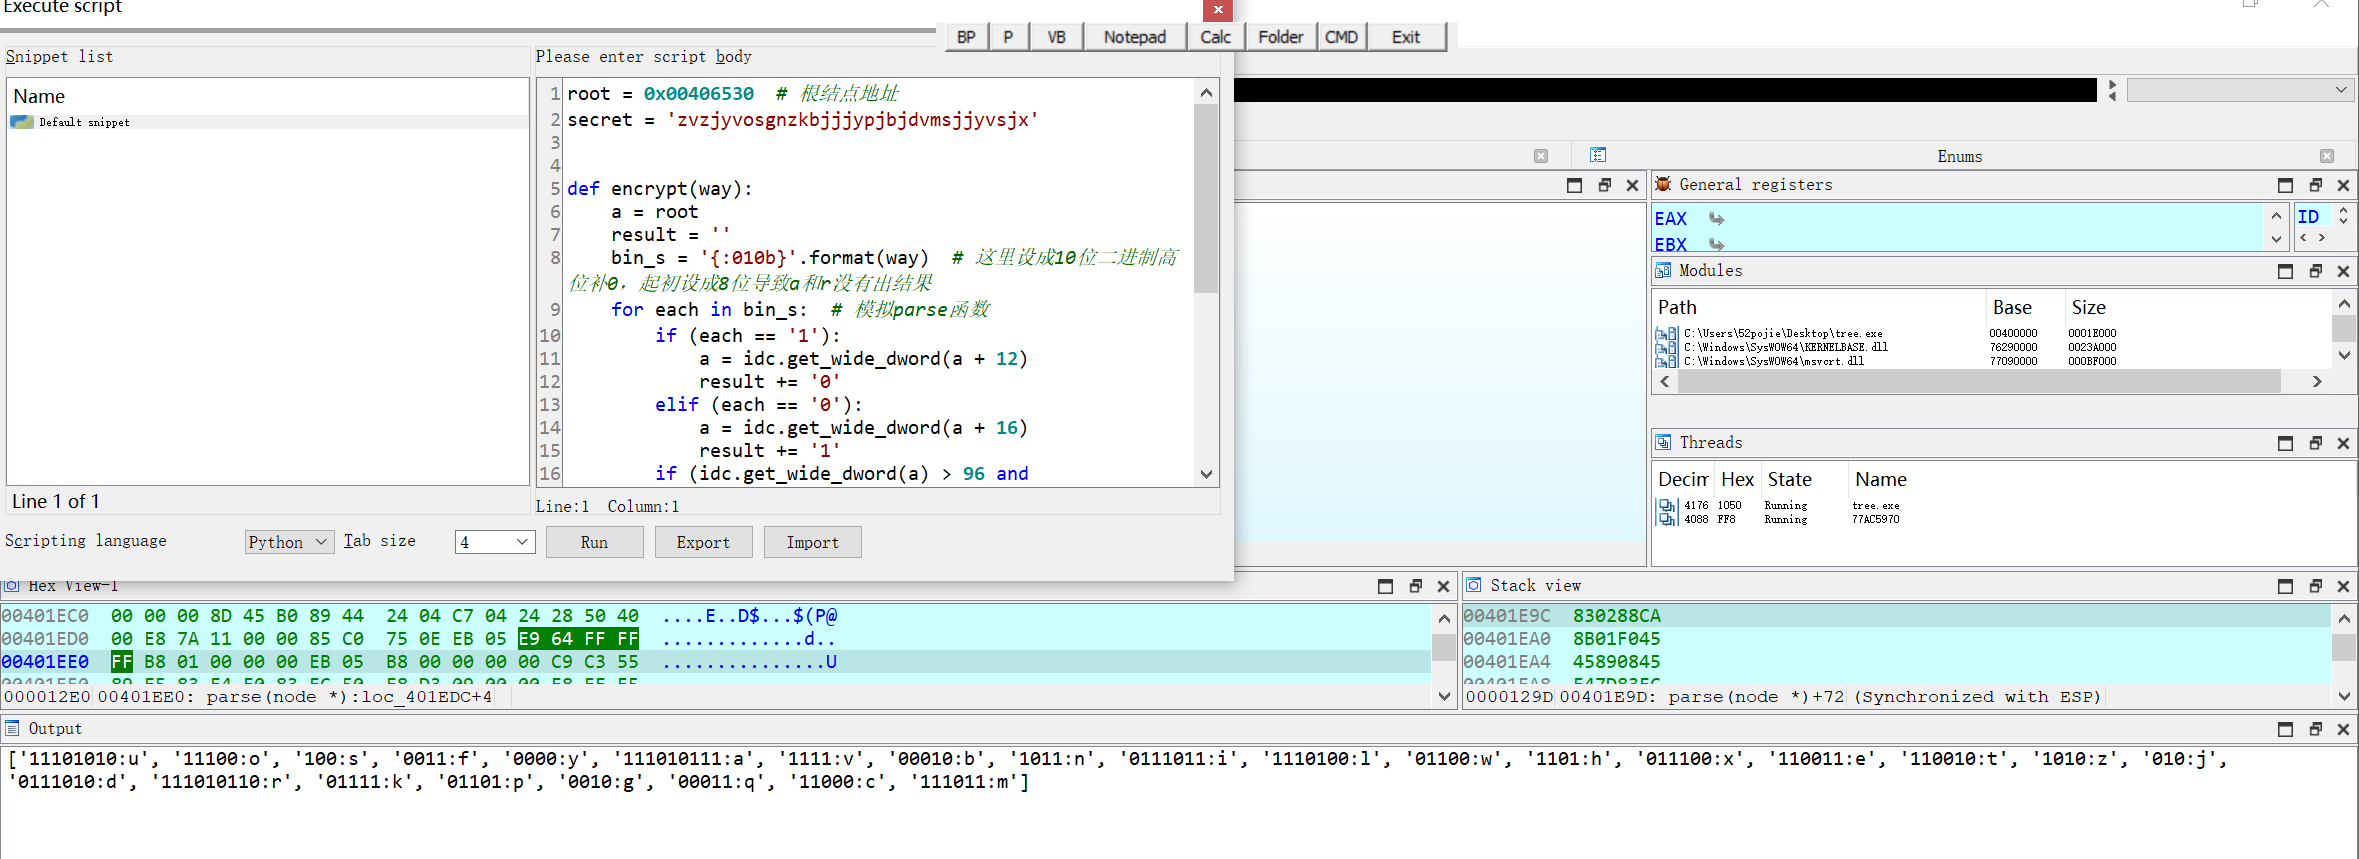 Execute script
BP P VB Notepad Calc Folder CMD Exit
Snippet list
Name
Default snippet
Line 1 of 1
Please enter script body
1 root = 0x00406530  # 根结点地址
2 secret = 'zvzjyvosgnzkbjjjypjbjdvmsjjyvsjx'
3
4
5 def encrypt(way):
6     a = root
7     result = ''
8     bin_s = '{:010b}'.format(way)  # 这里设成10位二进制高
位补0，起初设成8位导致a和r没有出结果
9     for each in bin_s:  # 模拟parse函数
10         if (each == '1'):
11             a = idc.get_wide_dword(a + 12)
12             result += '0'
13         elif (each == '0'):
14             a = idc.get_wide_dword(a + 16)
15             result += '1'
16         if (idc.get_wide_dword(a) > 96 and
Line:1  Column:1
Scripting language Python Tab size 4 Run Export Import
Enums
General registers
EAX
EBX
ID
Modules
Path Base Size
C:\Users\52pojie\Desktop\tree.exe 00400000 0001E000
C:\Windows\SysWOW64\KERNELBASE.dll 76290000 0023A000
C:\Windows\SysWOW64\msvcrt.dll 77090000 000BF000
Threads
Decim Hex State Name
4176 1050 Running tree.exe
4088 FF8 Running 77AC5970
Hex View-1
00401EC0  00 00 00 8D 45 B0 89 44  24 04 C7 04 24 28 50 40  ....E..D$...$(P@
00401ED0  00 E8 7A 11 00 00 85 C0  75 0E EB 05 E9 64 FF FF  .............d..
00401EE0  FF B8 01 00 00 00 EB 05  B8 00 00 00 00 C9 C3 55  ...............U
000012E0 00401EE0: parse(node *):loc_401EDC+4
Stack view
00401E9C  830288CA
00401EA0  8B01F045
00401EA4  45890845
0000129D 00401E9D: parse(node *)+72 (Synchronized with ESP)
Output
['11101010:u', '11100:o', '100:s', '0011:f', '0000:y', '111010111:a', '1111:v', '00010:b', '1011:n', '0111011:i', '1110100:l', '01100:w', '1101:h', '011100:x', '110011:e', '110010:t', '1010:z', '010:j',
'0111010:d', '111010110:r', '01111:k', '01101:p', '0010:g', '00011:q', '11000:c', '111011:m']